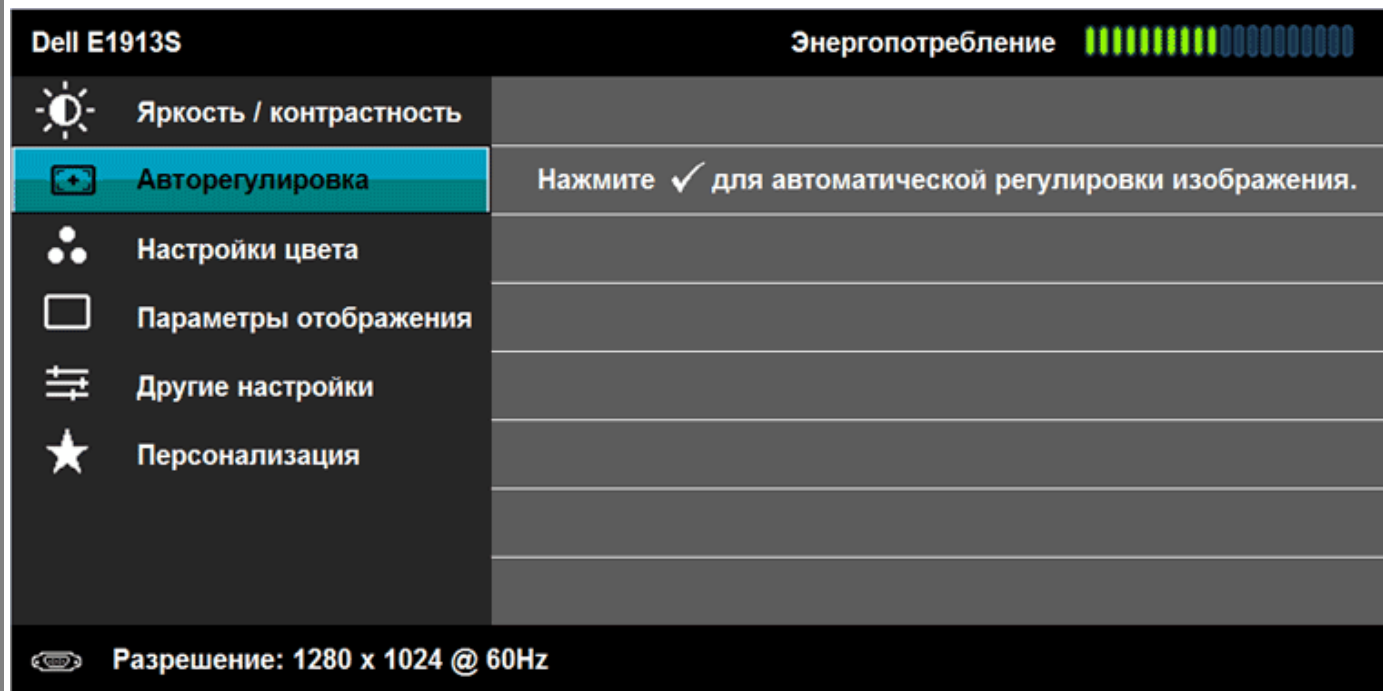 Dell E1913S Энергопотребление
Яркость / контрастность
Авторегулировка
Нажмите ✓ для автоматической регулировки изображения.
Настройки цвета
Параметры отображения
Другие настройки
Персонализация
Разрешение: 1280 x 1024 @ 60Hz